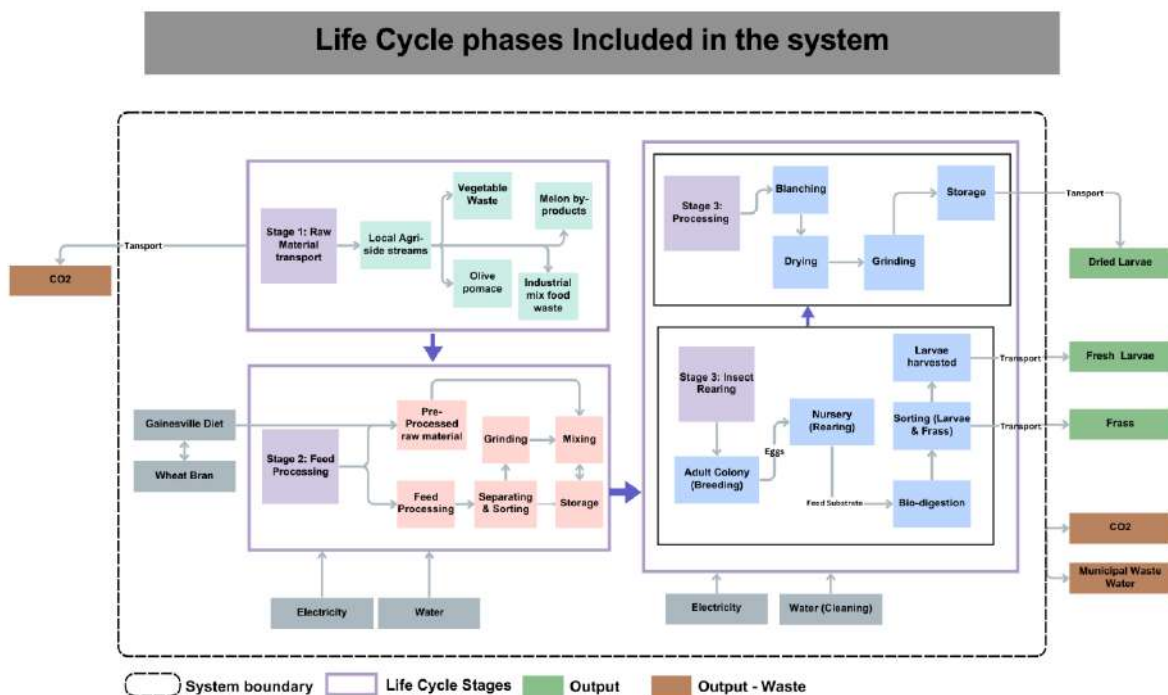 Life Cycle phases Included in the system
Stage 1: Raw
Material
transport
Local Agri-
side streams
Vegetable
Waste
Melon by-
products
Olive
pomace
Industrial
mix food
waste
Tansport
CO2
Gainesville Diet
Wheat Bran
Stage 2: Feed
Processing
Pre-
Processed
raw material
Grinding
Mixing
Feed
Processing
Separating
& Sorting
Storage
Electricity
Water
Stage 3:
Processing
Blanching
Drying
Grinding
Storage
Stage 3: Insect
Rearing
Adult Colony
(Breeding)
Eggs
Nursery
(Rearing)
Feed Substrate
Bio-digestion
Sorting (Larvae
& Frass)
Larvae
harvested
Electricity
Water (Cleaning)
Tansport
Dried Larvae
Transport
Fresh Larvae
Transport
Frass
CO2
Municipal Waste
Water
System boundary
Life Cycle Stages
Output
Output - Waste